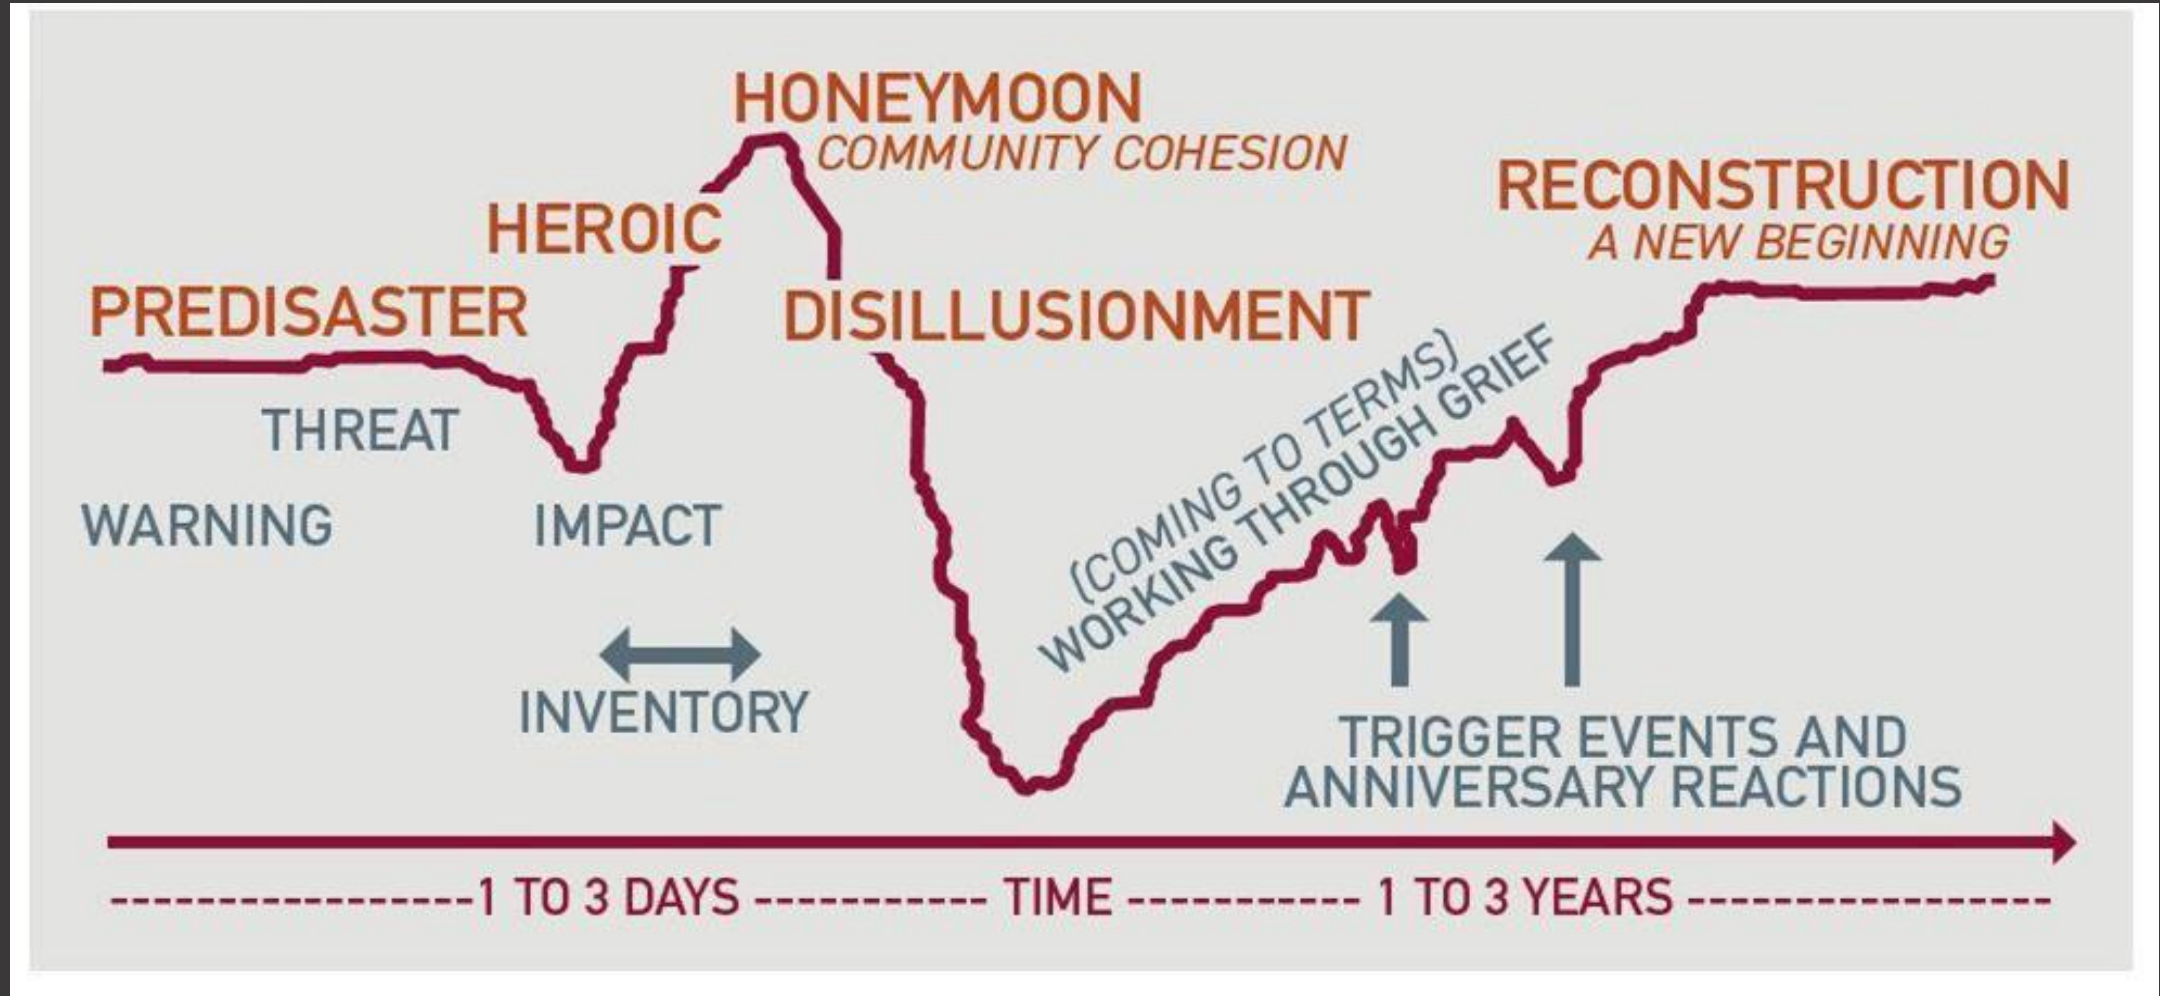 HONEYMOON
COMMUNITY COHESION
RECONSTRUCTION
A NEW BEGINNING
HEROIC
PREDISASTER
DISILLUSIONMENT
THREAT
(COMING TO TERMS)
WORKING THROUGH GRIEF
WARNING
IMPACT
INVENTORY
TRIGGER EVENTS AND
ANNIVERSARY REACTIONS
1 TO 3 DAYS ----------- TIME ----------- 1 TO 3 YEARS